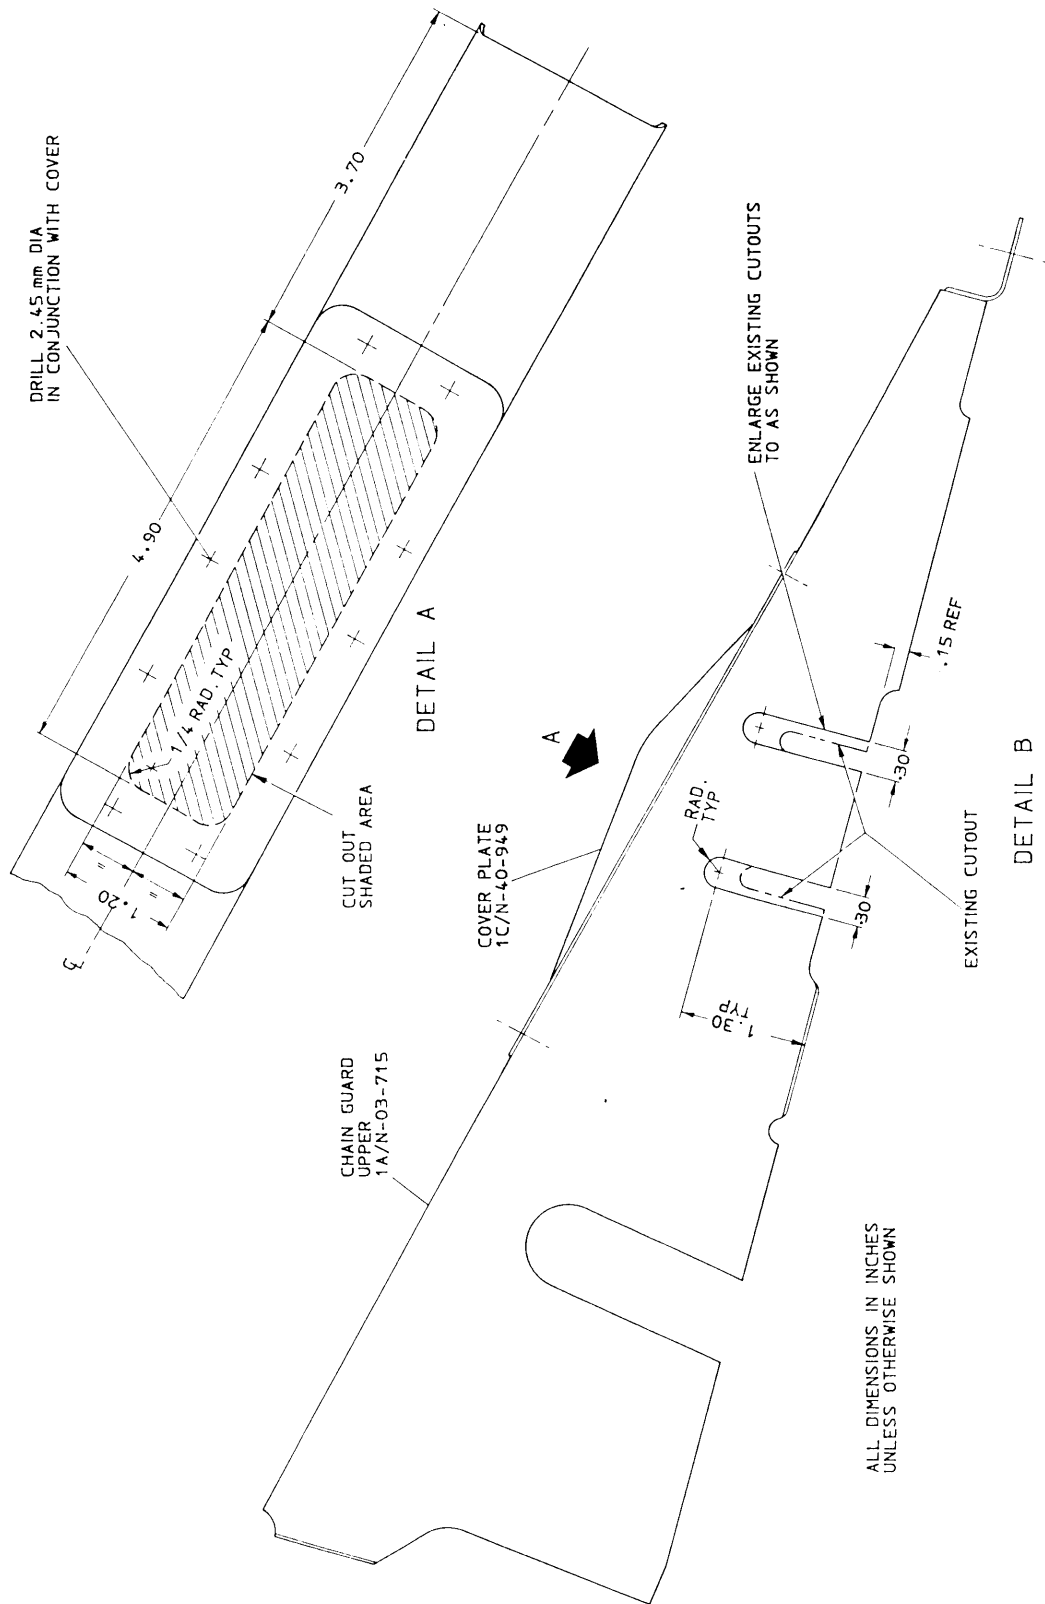 DRILL 2.45 mm DIA
IN CONJUNCTION WITH COVER
3.70
4.90
1/4 RAD. TYP
1.20
=
=
℄
CUT OUT
SHADED AREA
DETAIL A
A
COVER PLATE
1C/N-40-949
CHAIN GUARD
UPPER
1A/N-03-715
ENLARGE EXISTING CUTOUTS
TO AS SHOWN
RAD.
TYP
.15 REF
.30
.30
1.30
TYP
EXISTING CUTOUT
DETAIL B
ALL DIMENSIONS IN INCHES
UNLESS OTHERWISE SHOWN